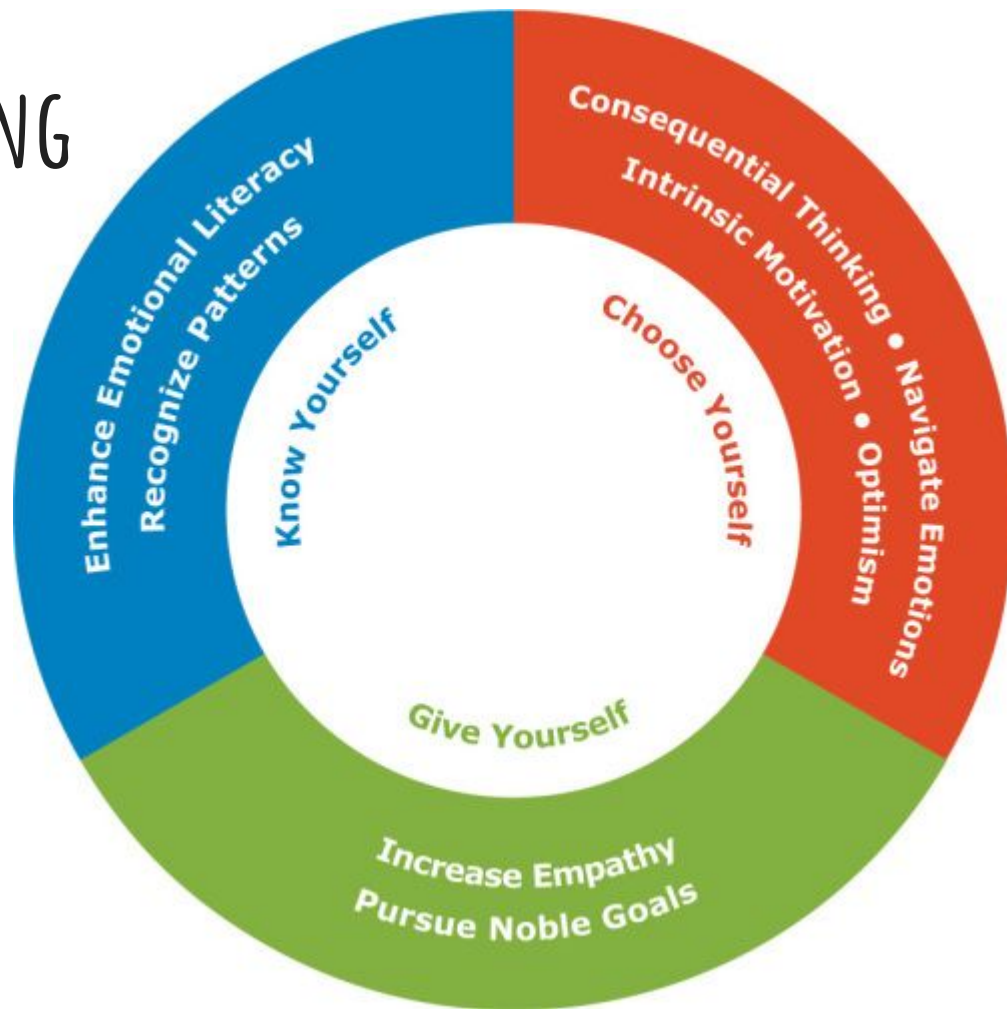 NG
Enhance Emotional Literacy
Recognize Patterns
Know Yourself
Consequential Thinking • Navigate Emotions
Intrinsic Motivation • Optimism
Choose Yourself
Give Yourself
Increase Empathy
Pursue Noble Goals